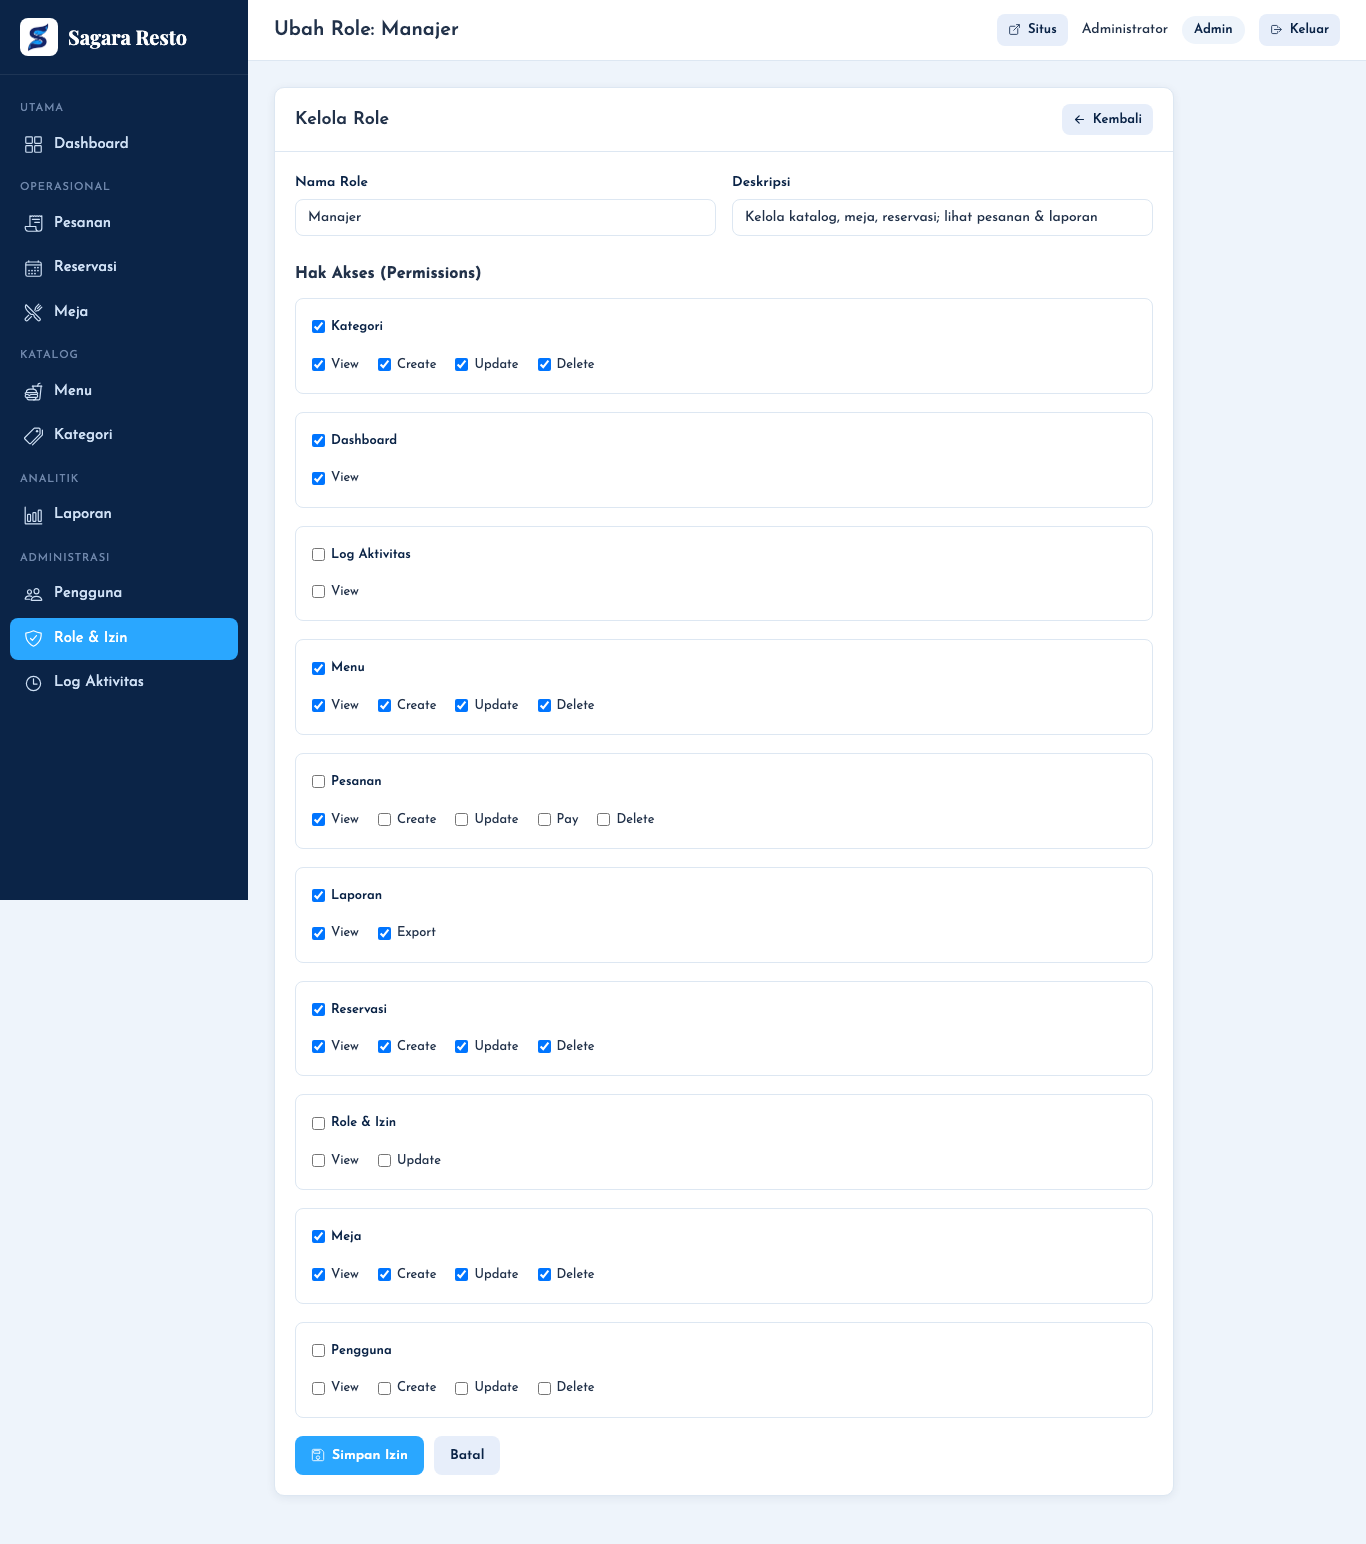 Sagara Resto
UTAMA
Dashboard
OPERASIONAL
Pesanan
Reservasi
Meja
KATALOG
Menu
Kategori
ANALITIK
Laporan
ADMINISTRASI
Pengguna
Role & Izin
Log Aktivitas
Ubah Role: Manajer
Situs Administrator Admin Keluar
Kelola Role
Kembali
Nama Role
Manajer
Deskripsi
Kelola katalog, meja, reservasi; lihat pesanan & laporan
Hak Akses (Permissions)
Kategori
View Create Update Delete
Dashboard
View
Log Aktivitas
View
Menu
View Create Update Delete
Pesanan
View Create Update Pay Delete
Laporan
View Export
Reservasi
View Create Update Delete
Role & Izin
View Update
Meja
View Create Update Delete
Pengguna
View Create Update Delete
Simpan Izin Batal